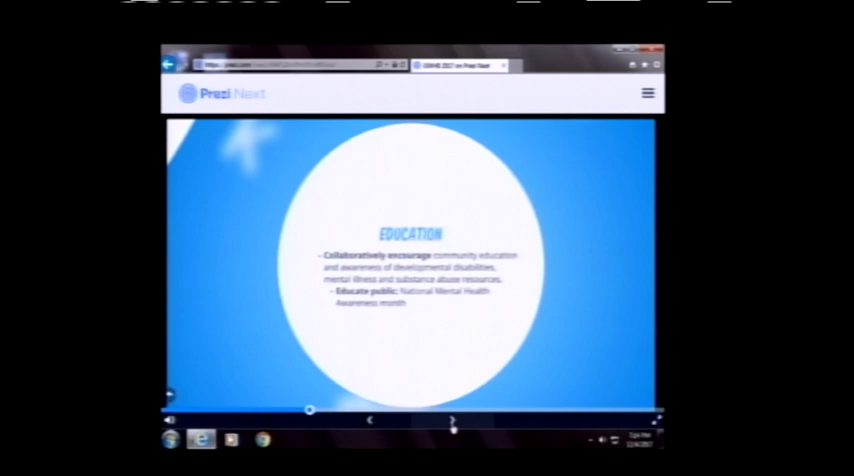 Prezi Next
EDUCATION
- Collaboratively encourage community education
and awareness of developmental disabilities,
mental illness and substance abuse resources.
- Educate public: National Mental Health
Awareness month